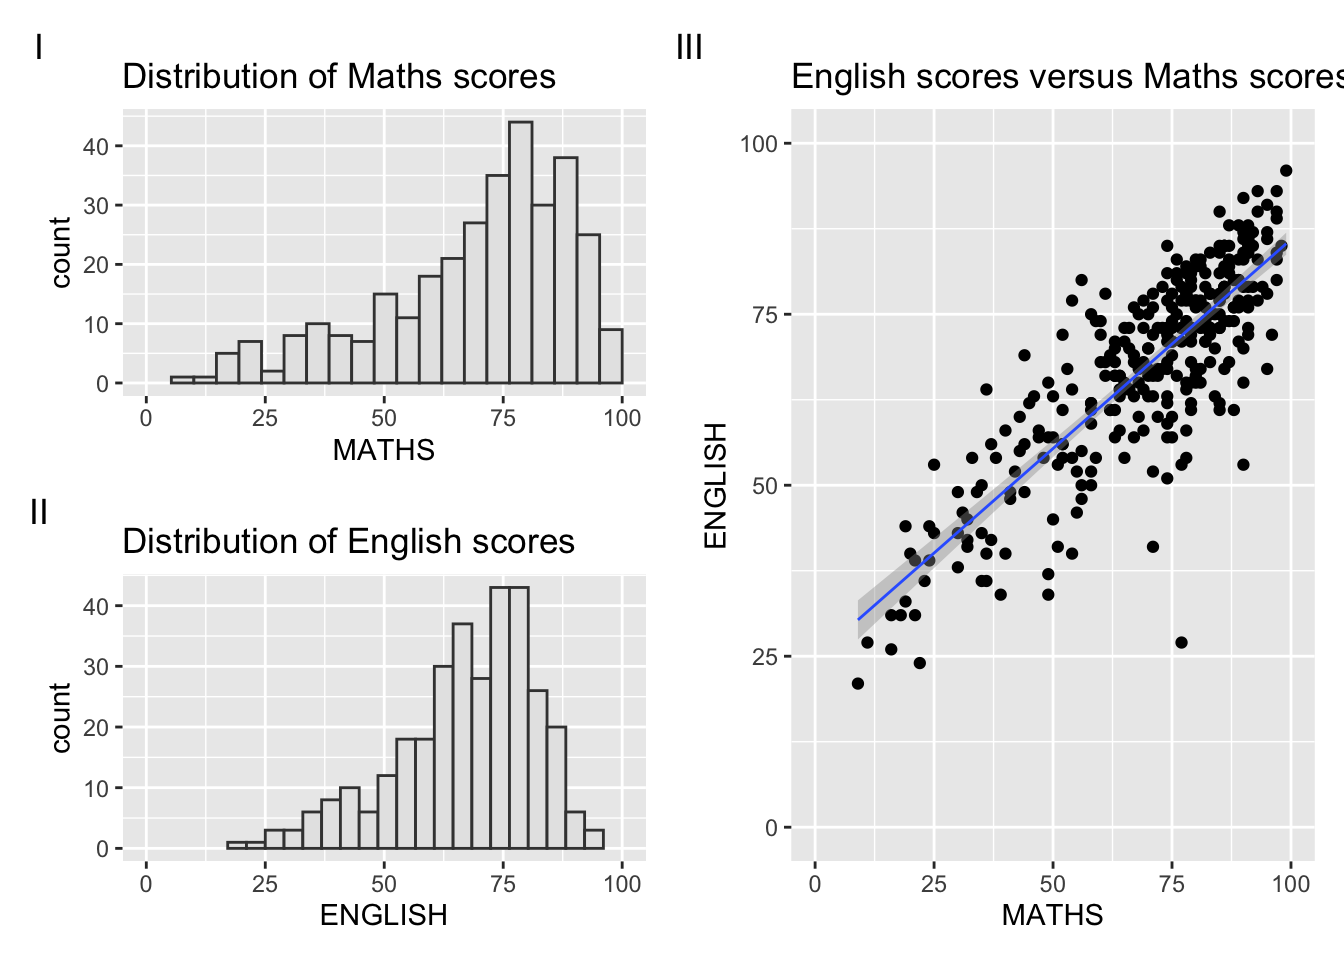 I
Distribution of Maths scores
40
30
20
10
0
count
0 25 50 75 100
MATHS
II
Distribution of English scores
40
30
20
10
0
count
0 25 50 75 100
ENGLISH
III
English scores versus Maths scores
100
75
50
25
0
ENGLISH
0 25 50 75 100
MATHS